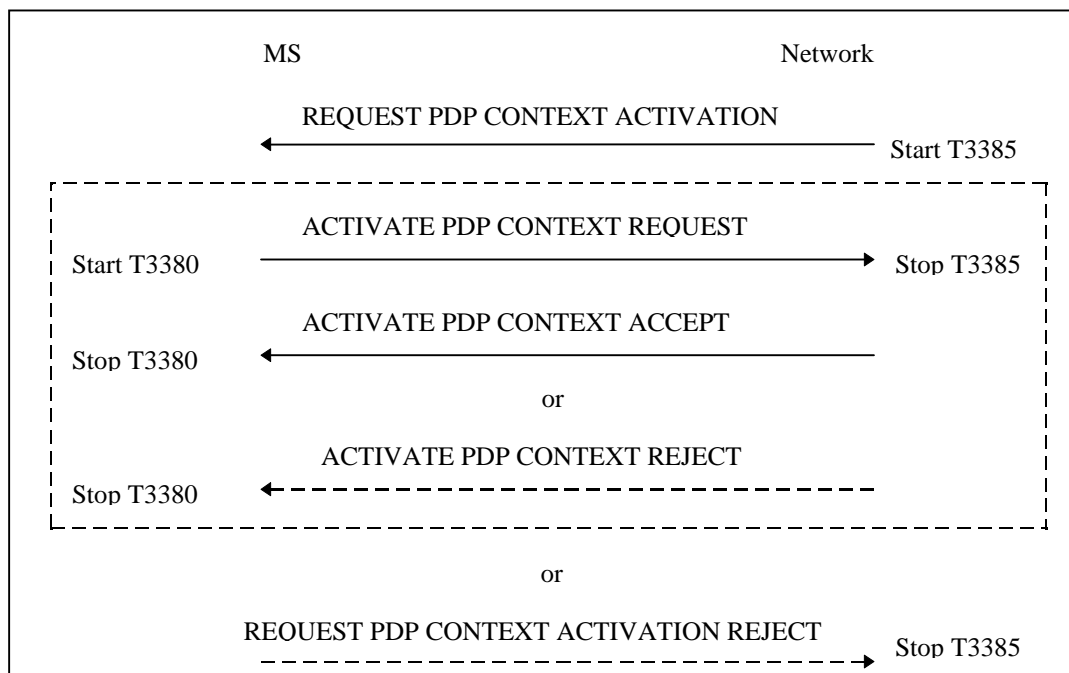 MS Network
REQUEST PDP CONTEXT ACTIVATION
Start T3385
ACTIVATE PDP CONTEXT REQUEST
Start T3380 Stop T3385
ACTIVATE PDP CONTEXT ACCEPT
Stop T3380
or
ACTIVATE PDP CONTEXT REJECT
Stop T3380
or
REQUEST PDP CONTEXT ACTIVATION REJECT
Stop T3385